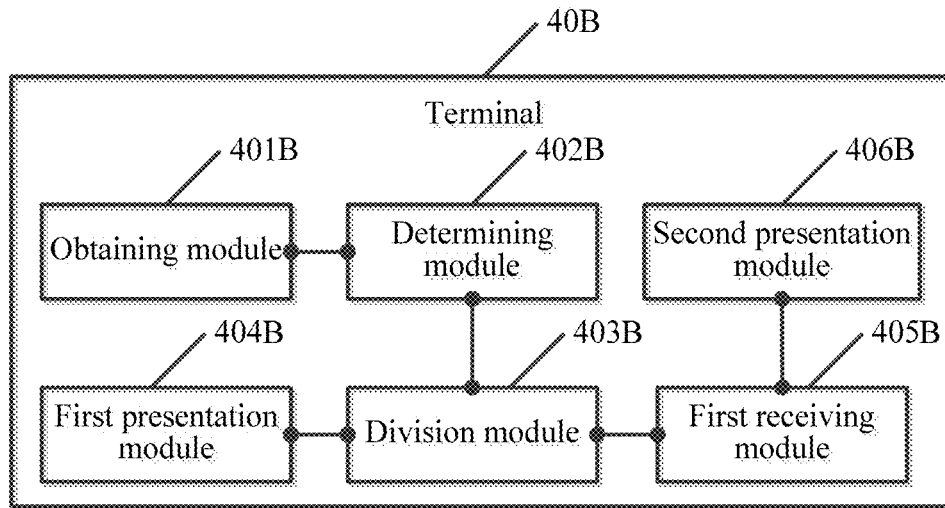 40B
Terminal
401B
402B
406B
Obtaining module
Determining
module
Second presentation
module
404B
403B
405B
First presentation
module
Division module
First receiving
module